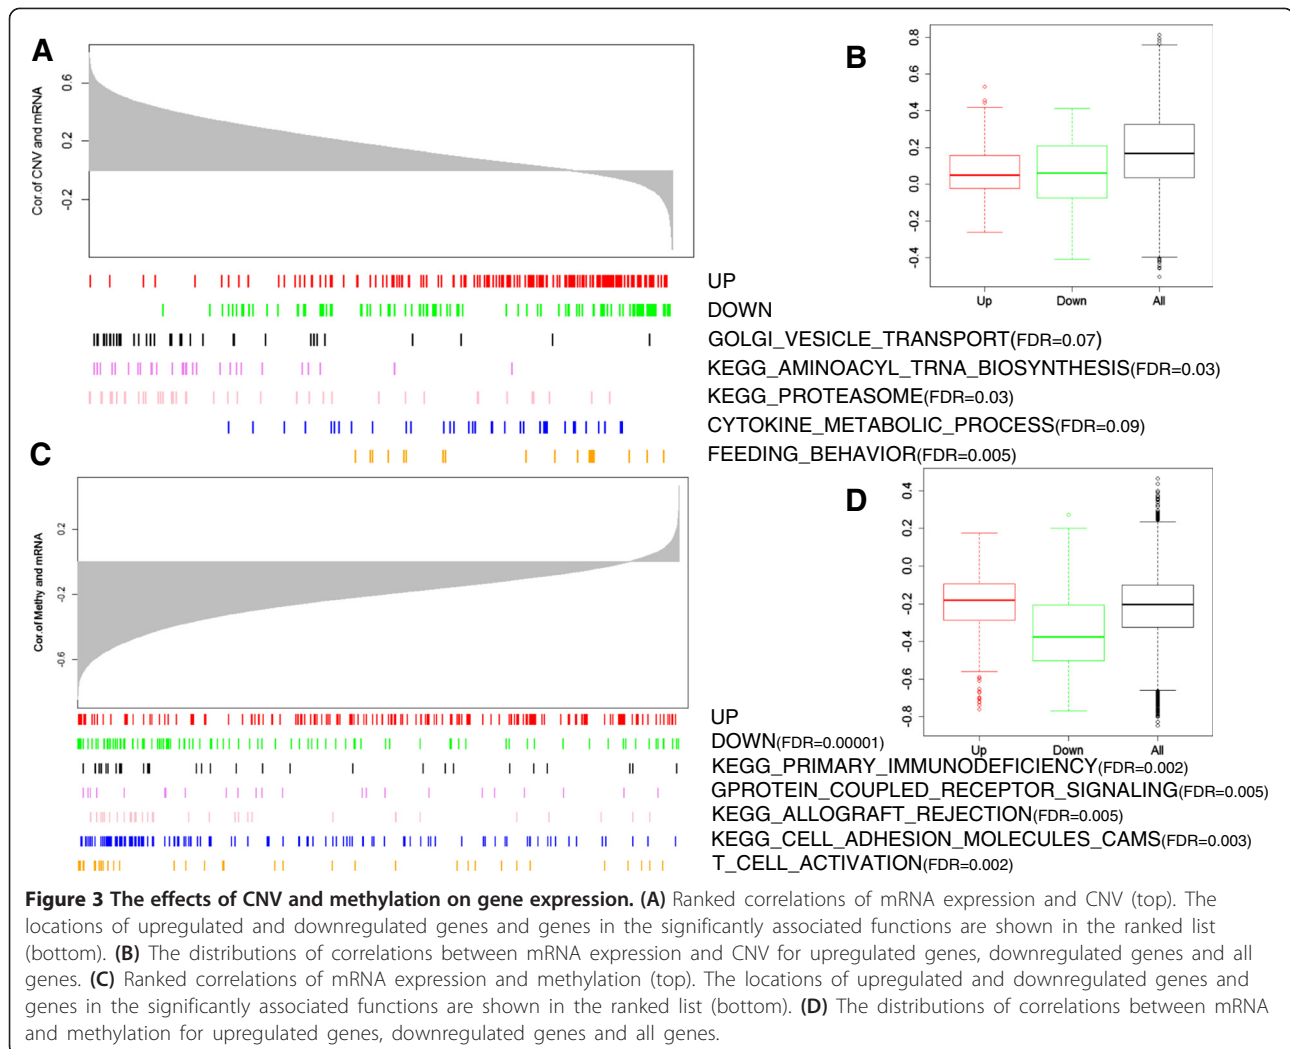 A
Cor.of CNV and mRNA
0.6
0.2
-0.2
UP
DOWN
GOLGI_VESICLE_TRANSPORT(FDR=0.07)
KEGG_AMINOACYL_TRNA_BIOSYNTHESIS(FDR=0.03)
KEGG_PROTEASOME(FDR=0.03)
CYTOKINE_METABOLIC_PROCESS(FDR=0.09)
FEEDING_BEHAVIOR(FDR=0.005)
B
0.8
0.6
0.4
0.2
0.0
-0.2
-0.4
Up Down All
C
Cor.of Methy and mRNA
0.2
-0.2
-0.6
UP
DOWN(FDR=0.00001)
KEGG_PRIMARY_IMMUNODEFICIENCY(FDR=0.002)
GPROTEIN_COUPLED_RECEPTOR_SIGNALING(FDR=0.005)
KEGG_ALLOGRAFT_REJECTION(FDR=0.005)
KEGG_CELL_ADHESION_MOLECULES_CAMS(FDR=0.003)
T_CELL_ACTIVATION(FDR=0.002)
D
0.4
0.2
0.0
-0.2
-0.4
-0.6
-0.8
Up Down All
Figure 3 The effects of CNV and methylation on gene expression. (A) Ranked correlations of mRNA expression and CNV (top). The
locations of upregulated and downregulated genes and genes in the significantly associated functions are shown in the ranked list
(bottom). (B) The distributions of correlations between mRNA expression and CNV for upregulated genes, downregulated genes and all
genes. (C) Ranked correlations of mRNA expression and methylation (top). The locations of upregulated and downregulated genes and
genes in the significantly associated functions are shown in the ranked list (bottom). (D) The distributions of correlations between mRNA
and methylation for upregulated genes, downregulated genes and all genes.